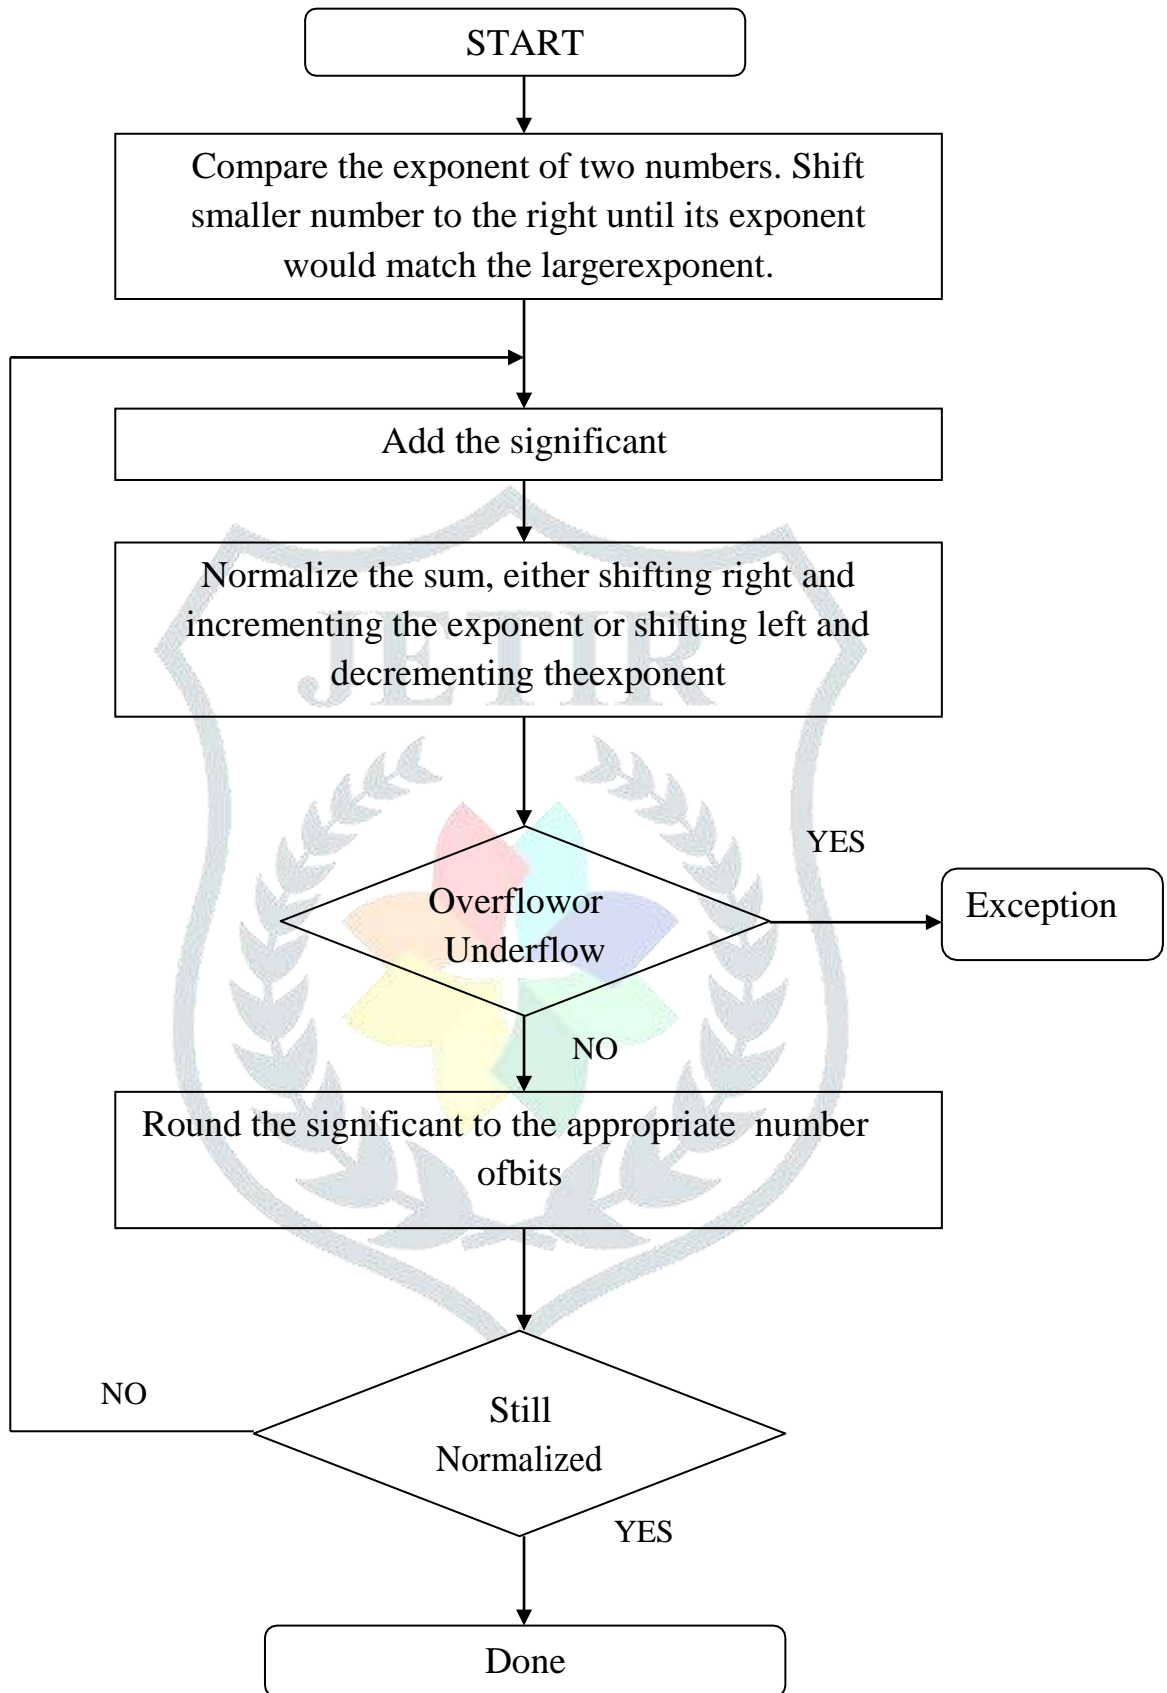 START
Compare the exponent of two numbers. Shift
smaller number to the right until its exponent
would match the largerexponent.
Add the significant
Normalize the sum, either shifting right and
incrementing the exponent or shifting left and
decrementing theexponent
JETIR
YES
Overflowor
Underflow
Exception
NO
Round the significant to the appropriate number
ofbits
NO
Still
Normalized
YES
Done